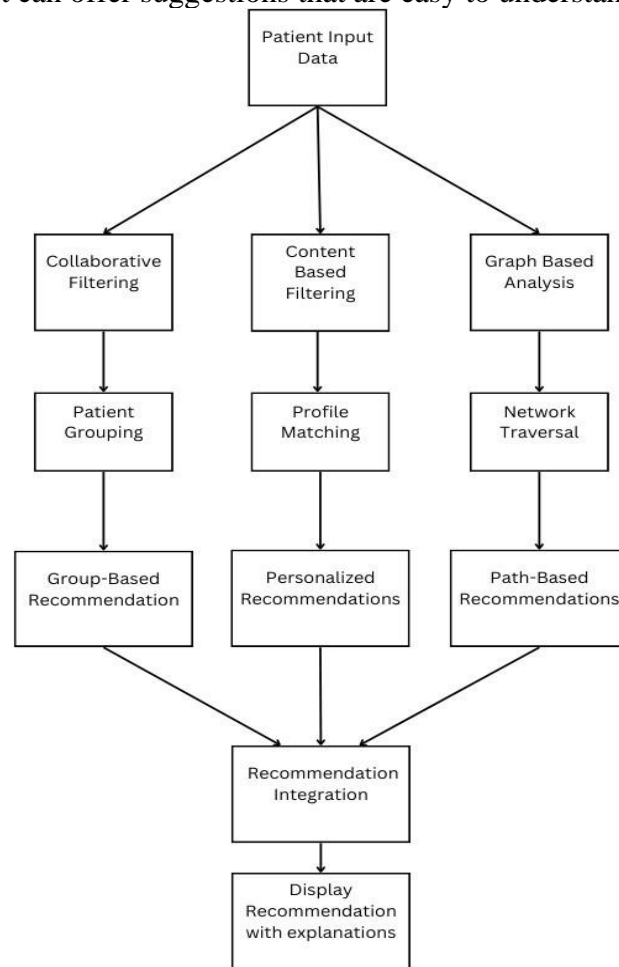 t can offer suggestions that are easy to understan
Patient Input
Data
Collaborative
Filtering
Content
Based
Filtering
Graph Based
Analysis
Patient
Grouping
Profile
Matching
Network
Traversal
Group-Based
Recommendation
Personalized
Recommendations
Path-Based
Recommendations
Recommendation
Integration
Display
Recommendation
with explanations